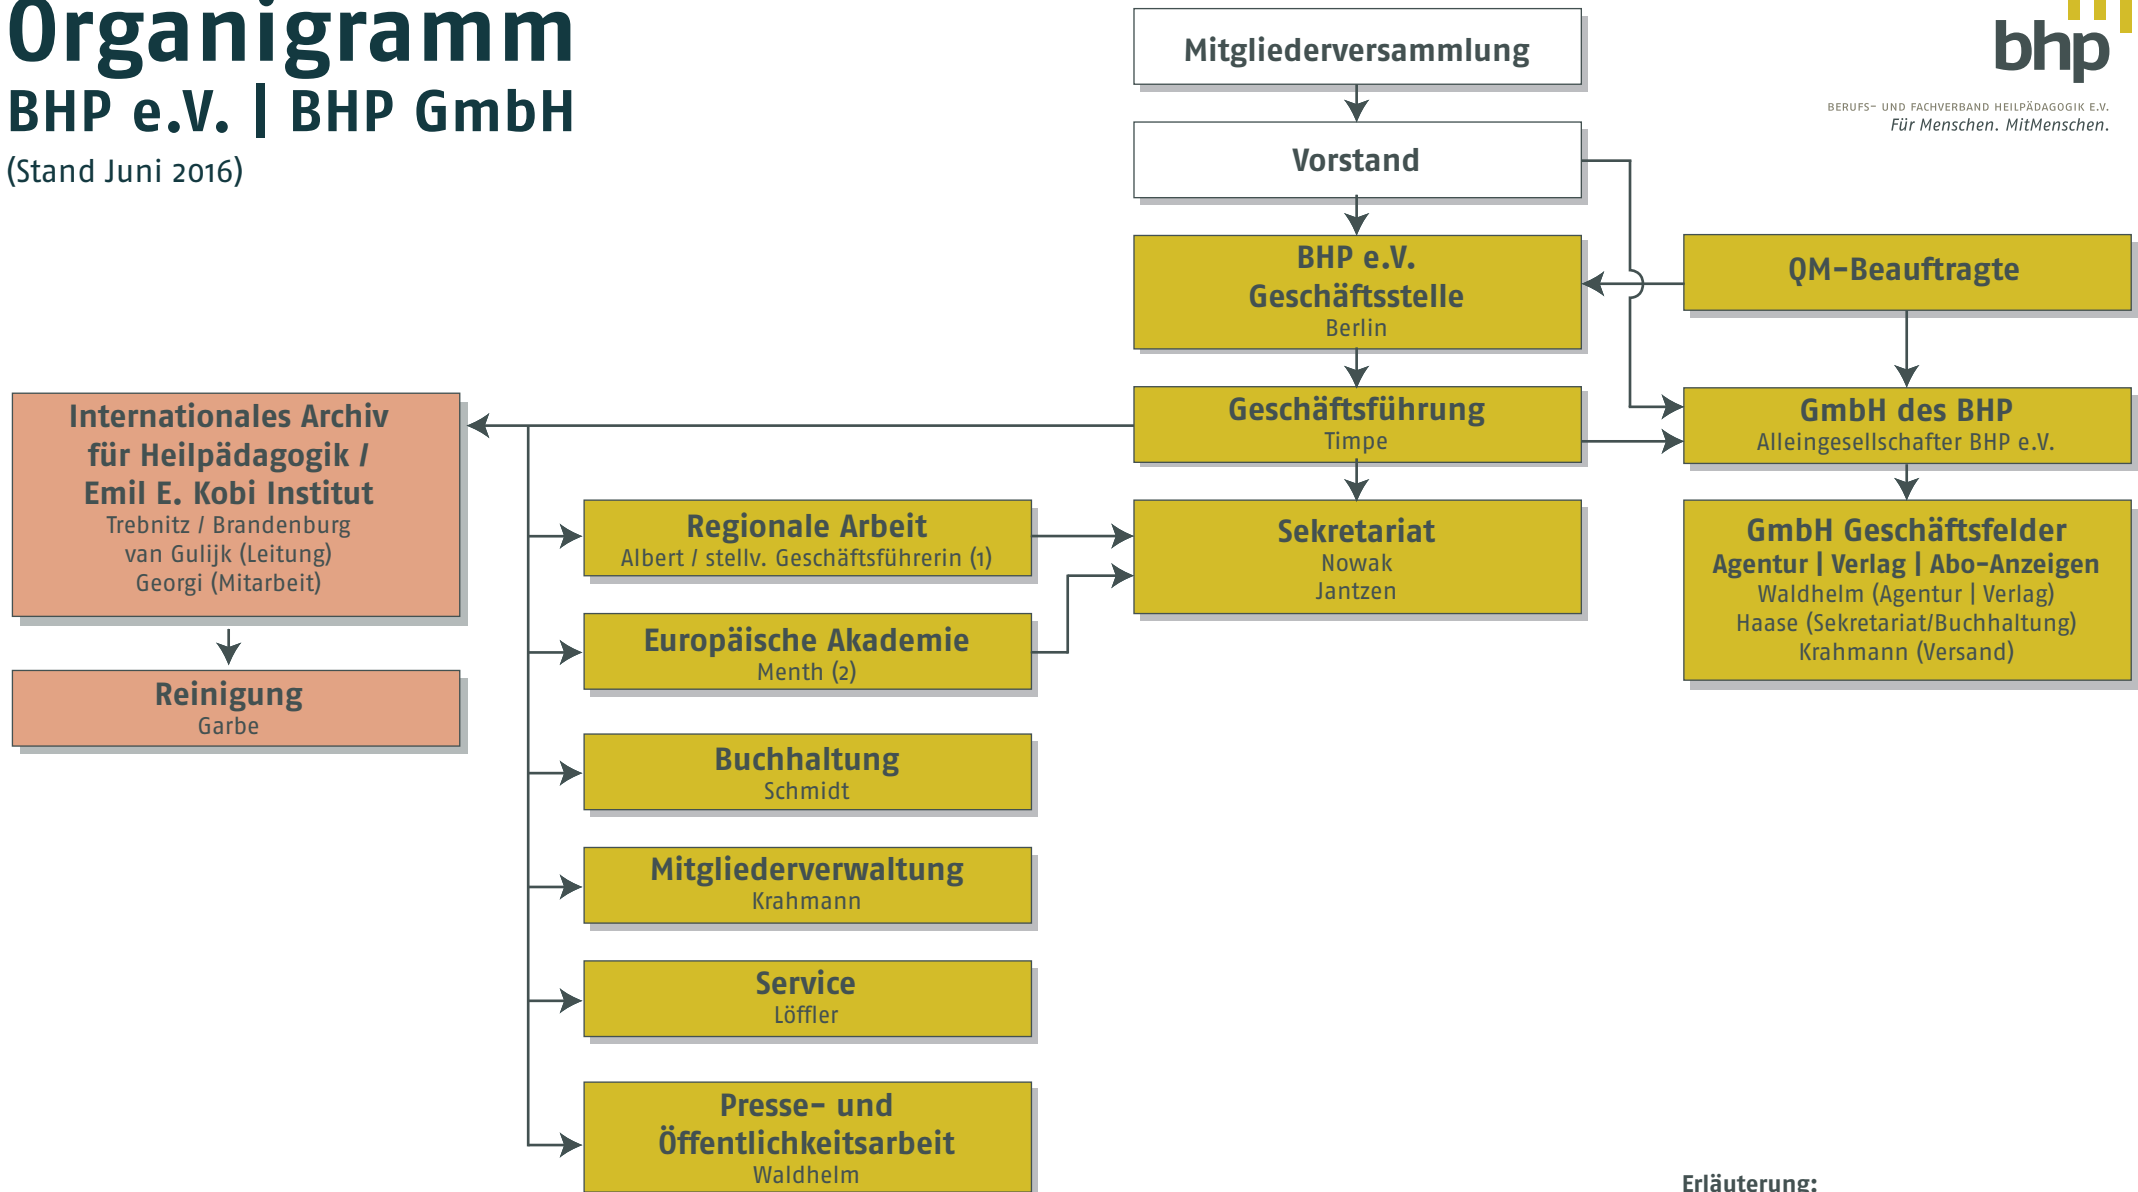 Organigramm
BHP e.V. | BHP GmbH
(Stand Juni 2016)
bhp
BERUFS- UND FACHVERBAND HEILPÄDAGOGIK E.V.
Für Menschen. MitMenschen.
Mitgliederversammlung
Vorstand
BHP e.V.
Geschäftsstelle
Berlin
QM-Beauftragte
Geschäftsführung
Timpe
GmbH des BHP
Alleingesellschafter BHP e.V.
Internationales Archiv
für Heilpädagogik /
Emil E. Kobi Institut
Trebnitz / Brandenburg
van Gulijk (Leitung)
Georgi (Mitarbeit)
Reinigung
Garbe
Regionale Arbeit
Albert / stellv. Geschäftsführerin (1)
Sekretariat
Nowak
Jantzen
GmbH Geschäftsfelder
Agentur | Verlag | Abo-Anzeigen
Waldhelm (Agentur | Verlag)
Haase (Sekretariat/Buchhaltung)
Krahmann (Versand)
Europäische Akademie
Menth (2)
Buchhaltung
Schmidt
Mitgliederverwaltung
Krahmann
Service
Löffler
Presse- und
Öffentlichkeitsarbeit
Waldhelm
Erläuterung: